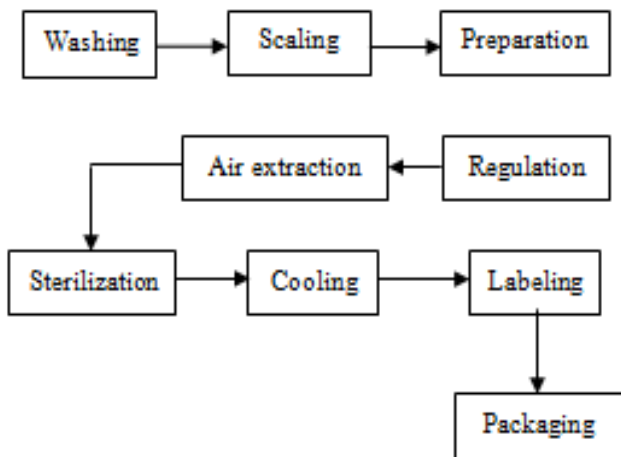 Washing
Scaling
Preparation
Air extraction
Regulation
Sterilization
Cooling
Labeling
Packaging